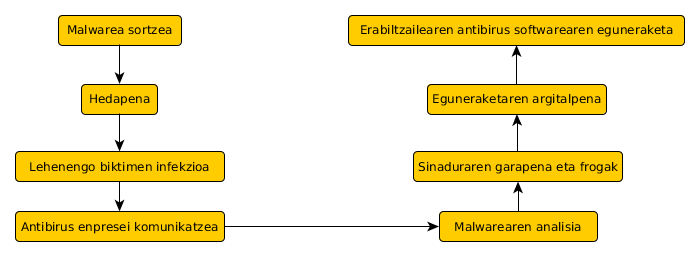 Malwarea sortzea
Hedapena
Lehenengo biktimen infekzioa
Antibirus enpresei komunikatzea
Malwarearen analisia
Sinaduraren garapena eta frogak
Eguneraketaren argitalpena
Erabiltzailearen antibirus softwarearen eguneraketa